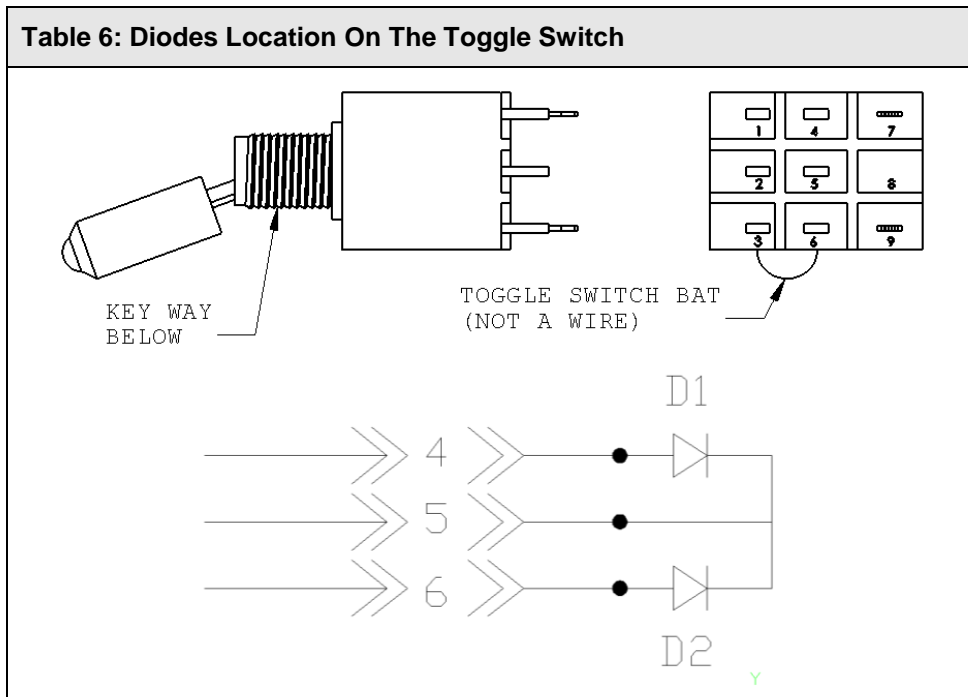 Table 6: Diodes Location On The Toggle Switch
1 4 7
2 5 8
3 6 9
KEY WAY
BELOW
TOGGLE SWITCH BAT
(NOT A WIRE)
D1
4
5
6
D2
Y